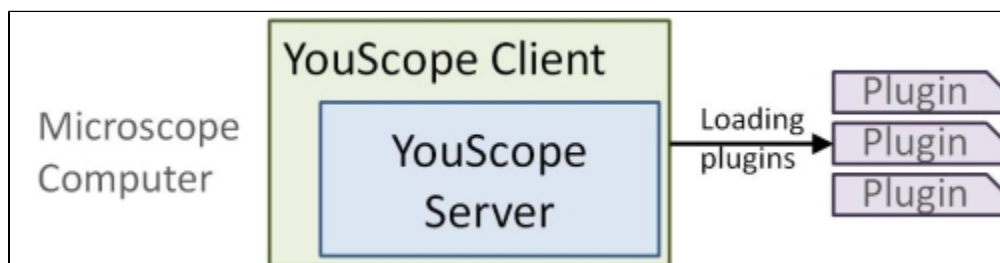 YouScope Client
Microscope
Computer
YouScope
Server
Loading
plugins
Plugin
Plugin
Plugin